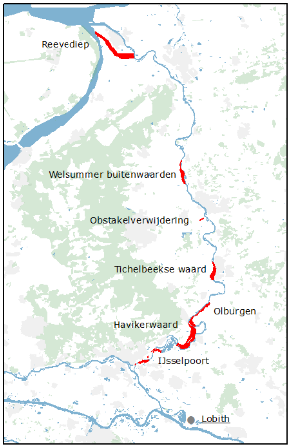 Reevediep
Welsummer buitenwaarden
Obstakelverwijdering
Tichelbeekse waard
Olburgen
Havikerwaard
IJsselpoort
Lobith